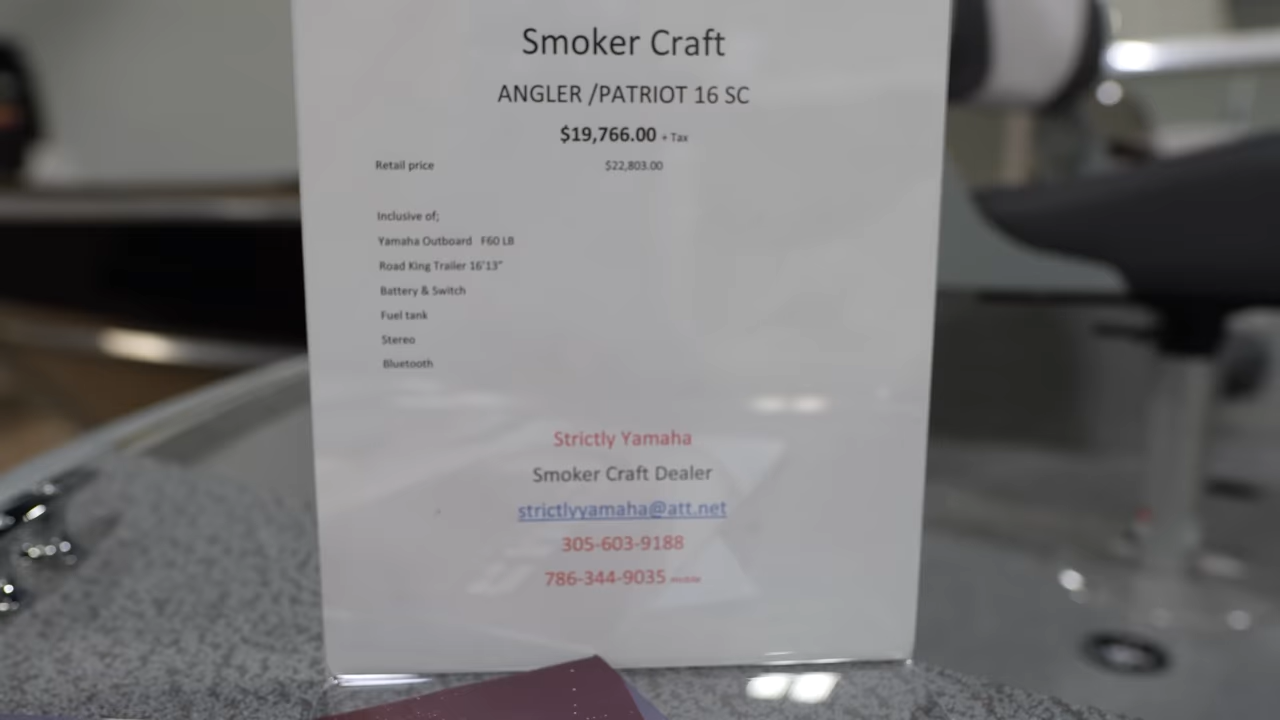 Smoker Craft
ANGLER /PATRIOT 16 SC
$19,766.00 + Tax
Retail price $22,803.00
Inclusive of;
Yamaha Outboard F60 LB
Road King Trailer 16'13"
Battery & Switch
Fuel tank
Stereo
Bluetooth
Strictly Yamaha
Smoker Craft Dealer
strictlyyamaha@att.net
305-603-9188
786-344-9035 mobile